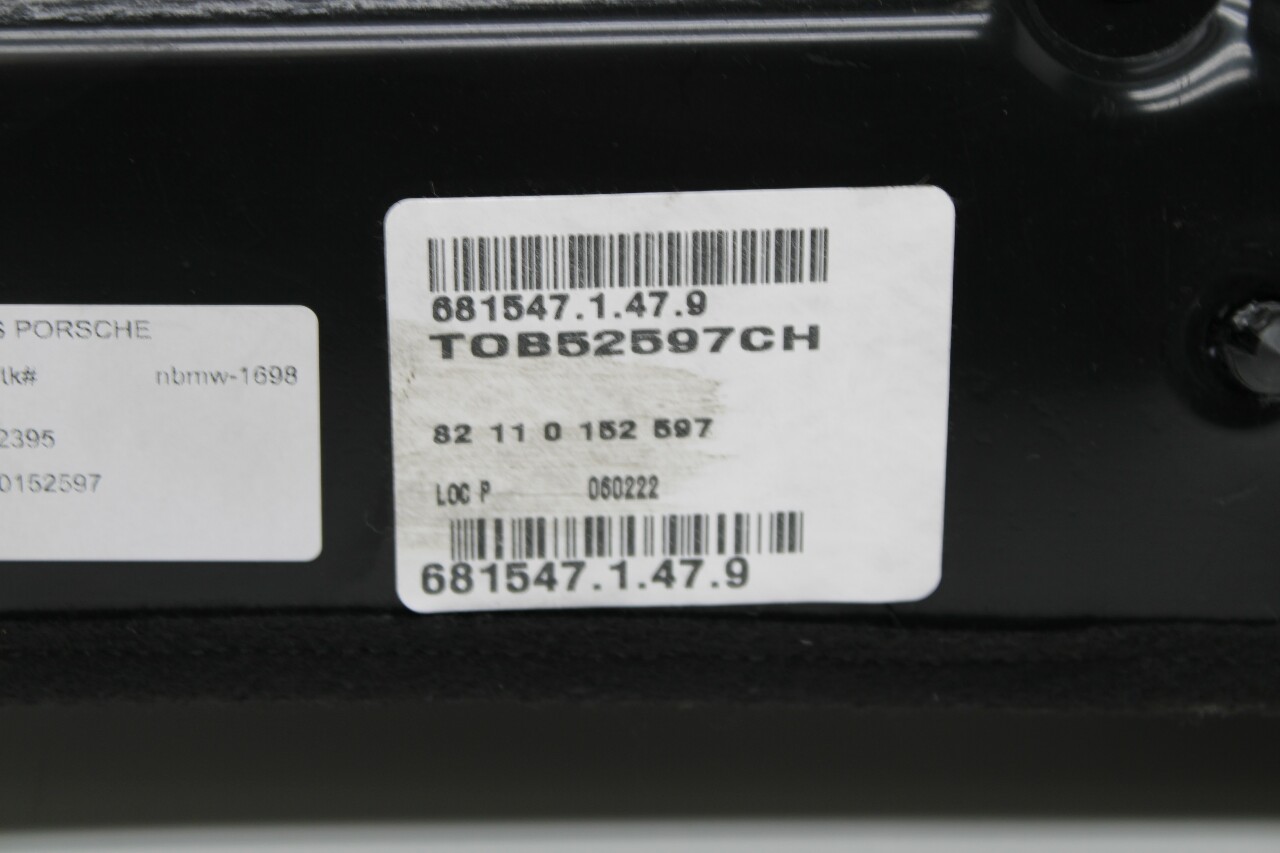 S PORSCHE
lk# nbmw-1698
2395
0152597
681547.1.47.9
TOB52597CH
82 11 0 152 597
LOC P 060222
681547.1.47.9